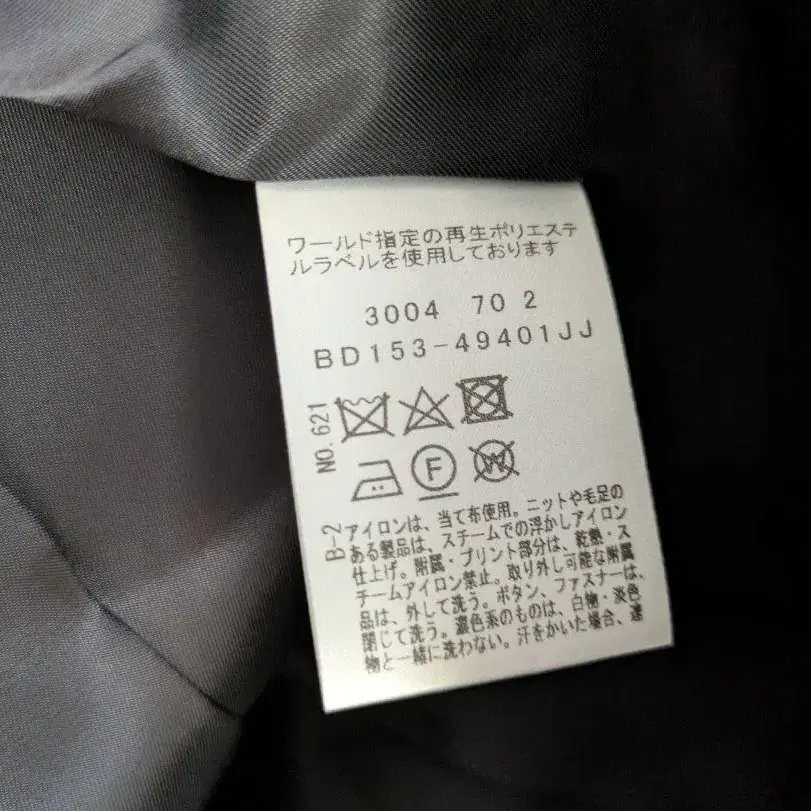 ワールド指定の再生ポリエステ
ルラベルを使用しております
3004 70 2
BD153-49401JJ
NO.621
F
W
B-2
アイロンは、当て布使用。ニットや毛足の
ある製品は、スチームでの浮かしアイロン
仕上げ。附属・プリント部分は、乾熱・ス
チームアイロン禁止。取り外し可能な附属
品は、外して洗う。ボタン、ファスナーは、
閉じて洗う。濃色系のものは、白物・淡色
物と一緒に洗わない。汗をかいた場合、速